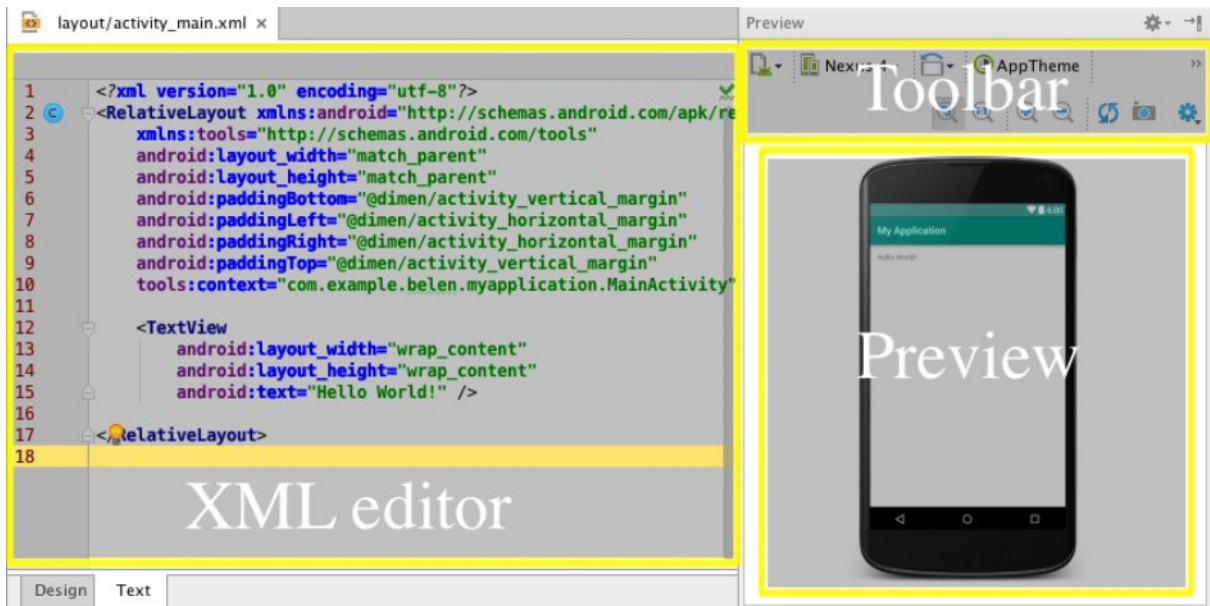 layout/activity_main.xml ×
1 <?xml version="1.0" encoding="utf-8"?>
2 C <RelativeLayout xmlns:android="http://schemas.android.com/apk/re
3 xmlns:tools="http://schemas.android.com/tools"
4 android:layout_width="match_parent"
5 android:layout_height="match_parent"
6 android:paddingBottom="@dimen/activity_vertical_margin"
7 android:paddingLeft="@dimen/activity_horizontal_margin"
8 android:paddingRight="@dimen/activity_horizontal_margin"
9 android:paddingTop="@dimen/activity_vertical_margin"
10 tools:context="com.example.belen.myapplication.MainActivity"
11
12 <TextView
13 android:layout_width="wrap_content"
14 android:layout_height="wrap_content"
15 android:text="Hello World!" />
16
17 </RelativeLayout>
18
XML editor
Design Text
Preview
Nexus 4 AppTheme »
Toolbar
6:00
My Application
Hello World!
Preview